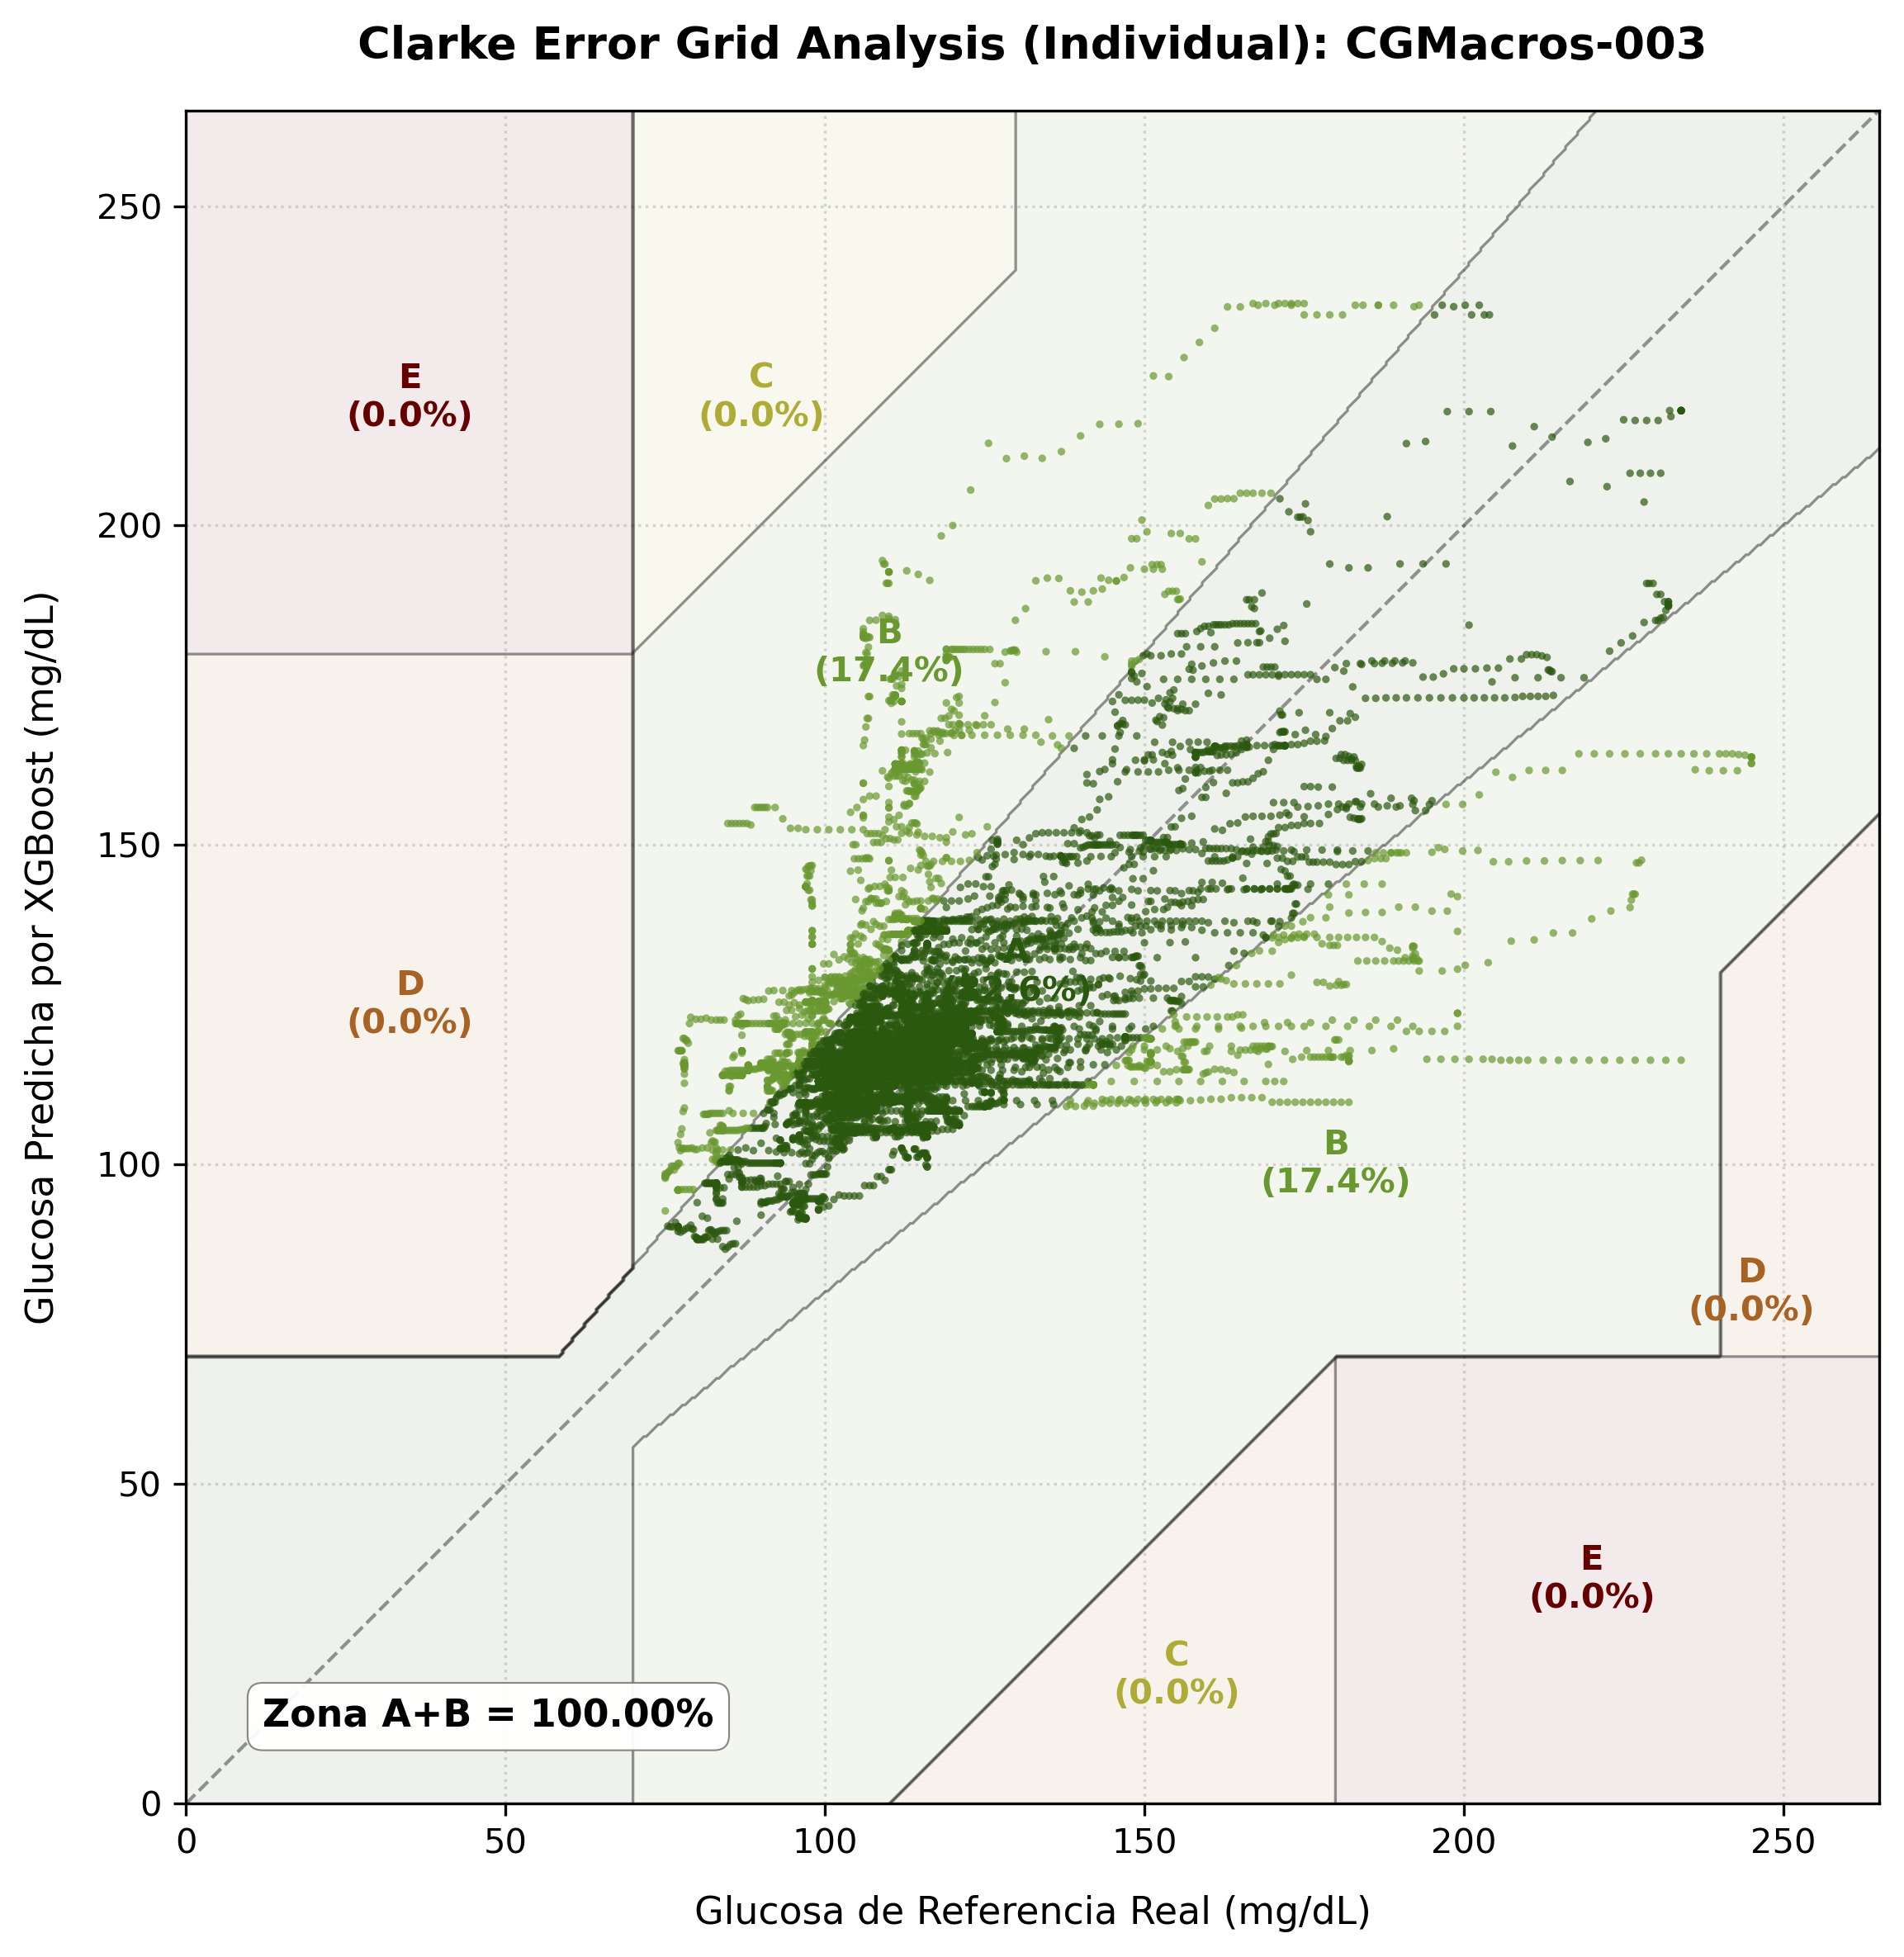 Clarke Error Grid Analysis (Individual): CGMacros-003
Glucosa Predicha por XGBoost (mg/dL)
250
200
150
100
50
0
E
(0.0%)
C
(0.0%)
B
(17.4%)
D
(0.0%)
6%)
B
(17.4%)
D
(0.0%)
E
(0.0%)
C
(0.0%)
Zona A+B = 100.00%
0
50
100
150
200
250
Glucosa de Referencia Real (mg/dL)